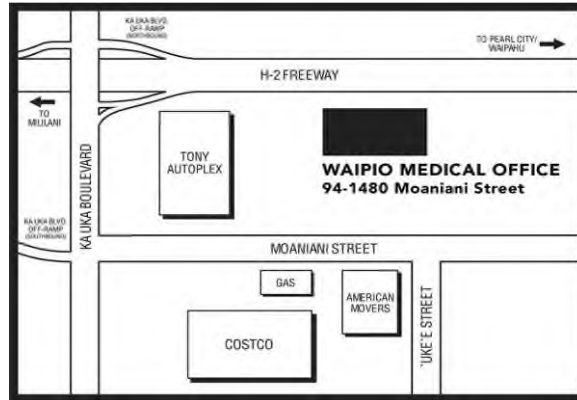 KA UKA BLVD.
OFF-RAMP
(NORTHBOUND)
TO PEARL CITY/
WAIPAHU
H-2 FREEWAY
TO
MILILANI
TONY
AUTOPLEX
WAIPIO MEDICAL OFFICE
94-1480 Moaniani Street
KA UKA BOULEVARD
KA UKA BLVD.
OFF-RAMP
(SOUTHBOUND)
MOANIANI STREET
GAS
AMERICAN
MOVERS
COSTCO
'UKE'E STREET